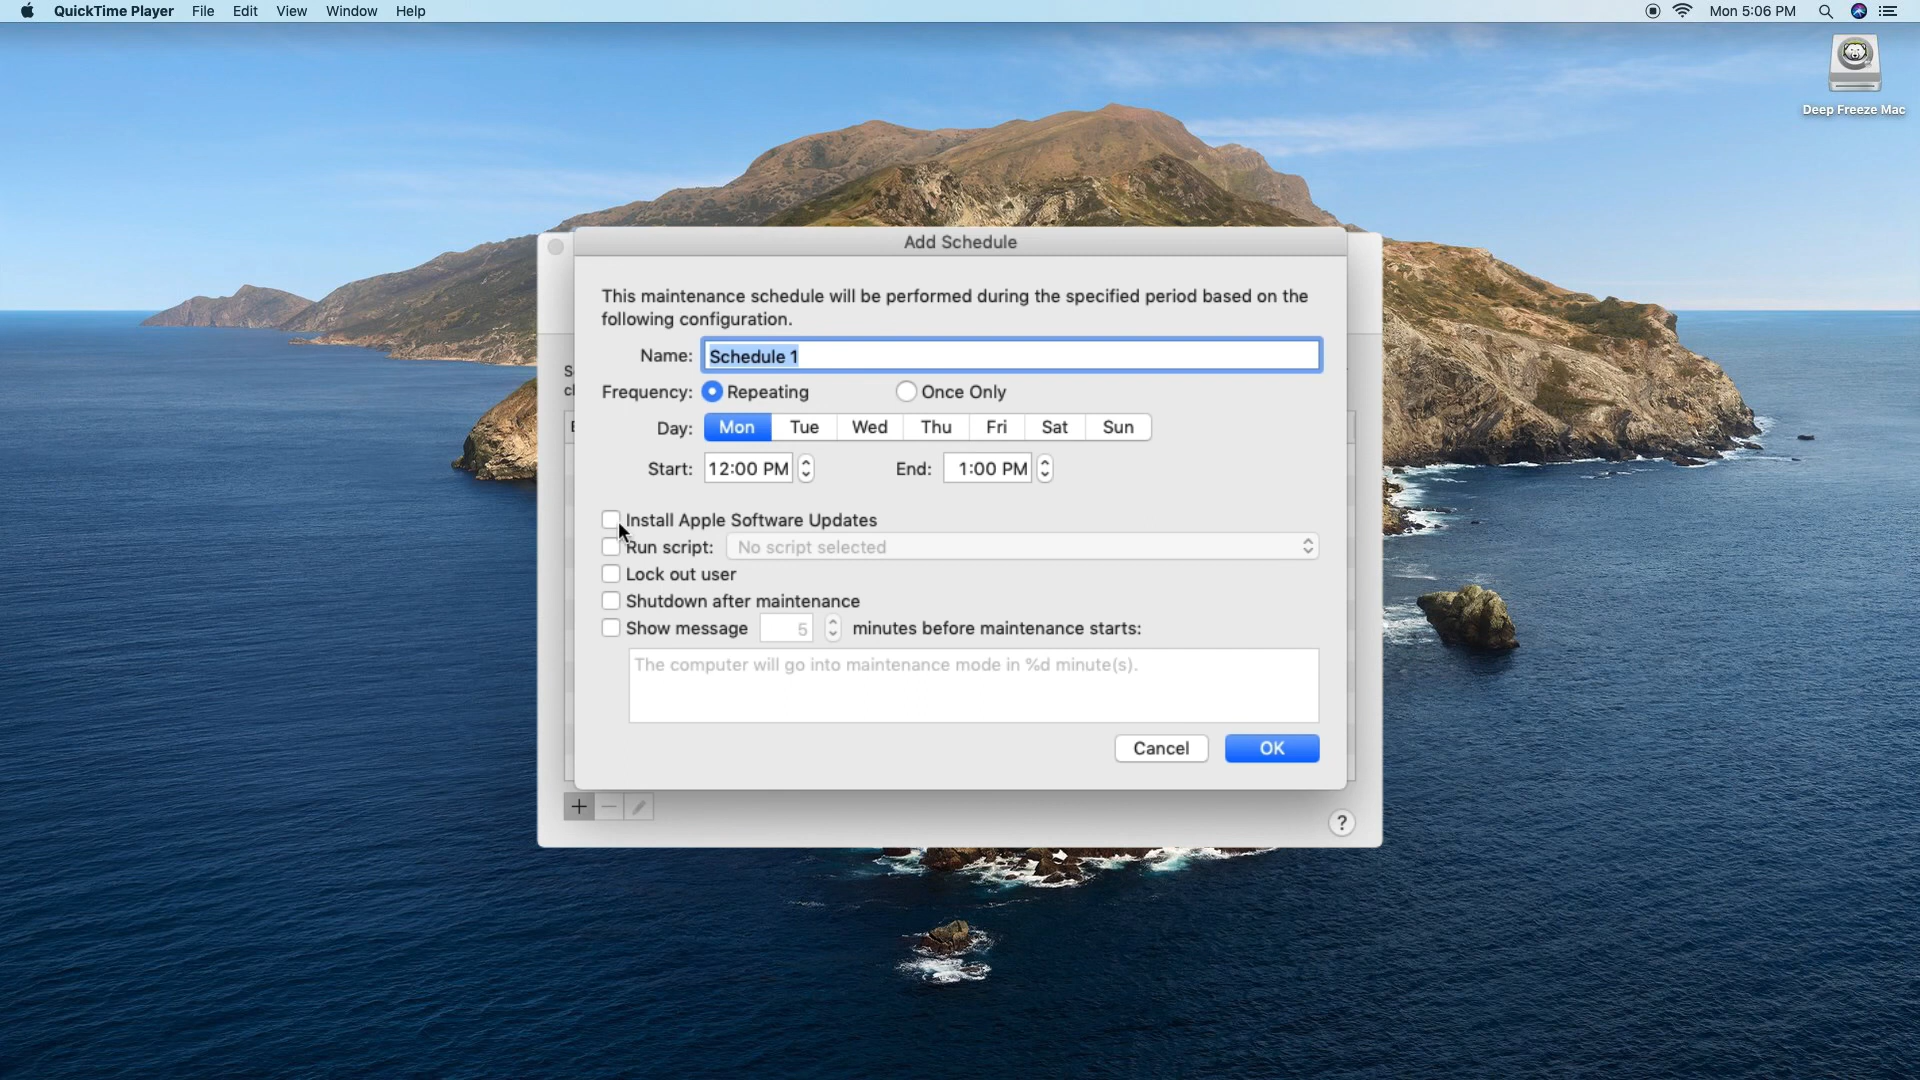 QuickTime Player File Edit View Window Help Mon 5:06 PM
Deep Freeze Mac
Add Schedule
This maintenance schedule will be performed during the specified period based on the
following configuration.
Name: Schedule 1
Frequency: Repeating Once Only
Day: Mon Tue Wed Thu Fri Sat Sun
Start: 12:00 PM End: 1:00 PM
Install Apple Software Updates
Run script: No script selected
Lock out user
Shutdown after maintenance
Show message 5 minutes before maintenance starts:
The computer will go into maintenance mode in %d minute(s).
Cancel OK
?